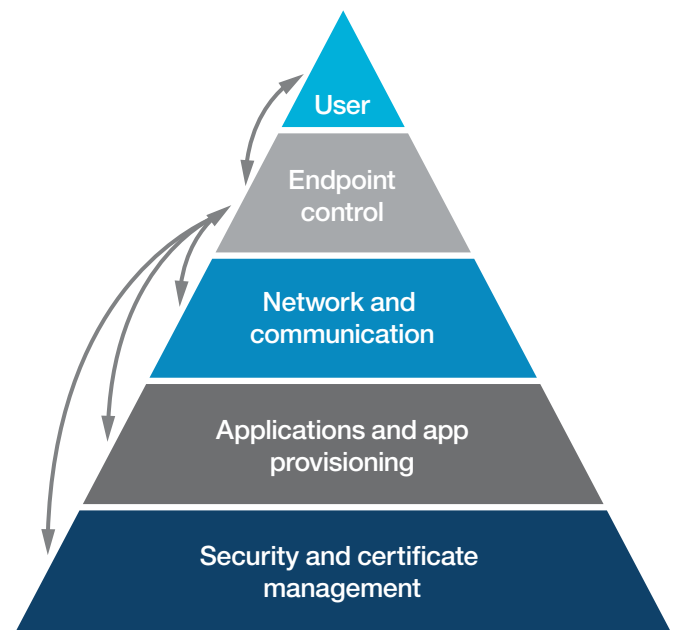 User
Endpoint
control
Network and
communication
Applications and app
provisioning
Security and certificate
management